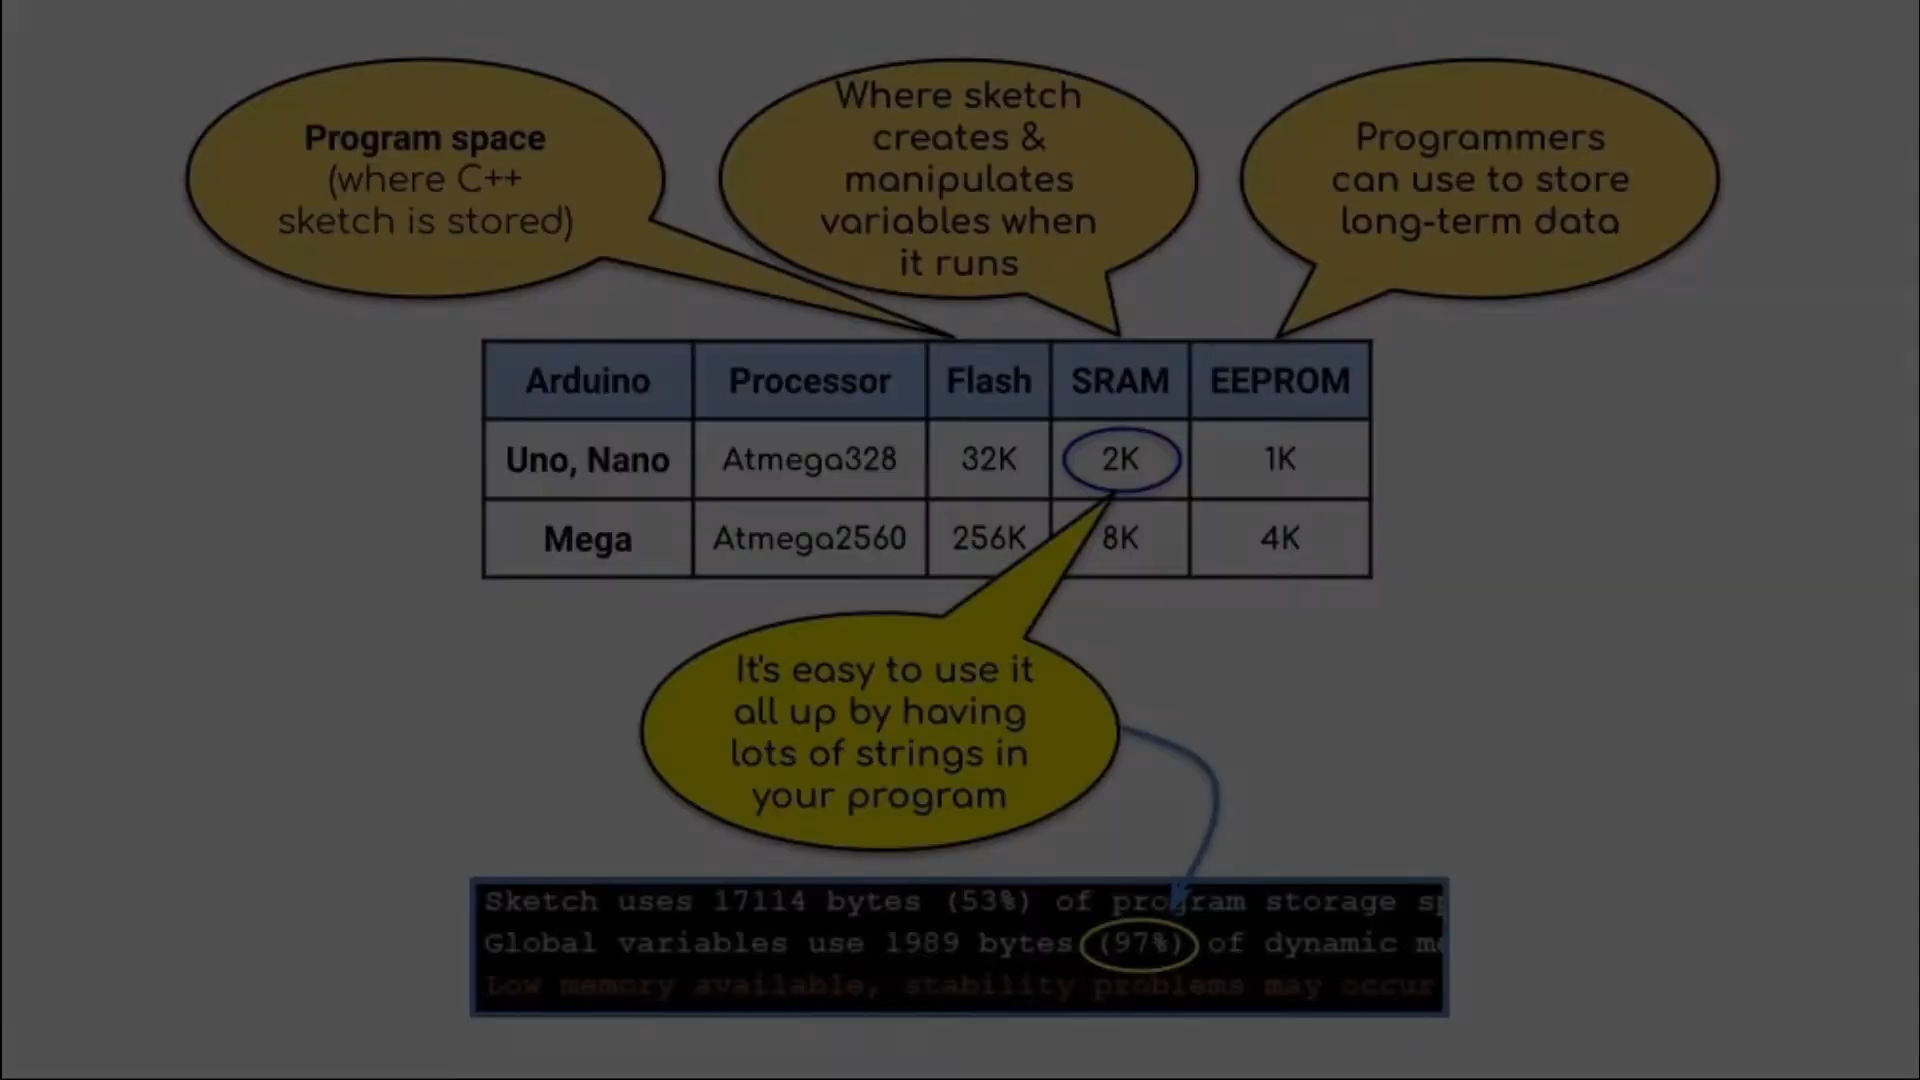 Program space
(where C++
sketch is stored)
Where sketch
creates &
manipulates
variables when
it runs
Programmers
can use to store
long-term data
Arduino Processor Flash SRAM EEPROM
Uno, Nano Atmega328 32K 2K 1K
Mega Atmega2560 256K 8K 4K
It's easy to use it
all up by having
lots of strings in
your program
Sketch uses 17114 bytes (53%) of program storage sp
Global variables use 1989 bytes (97%) of dynamic me
Low memory available, stability problems may occur